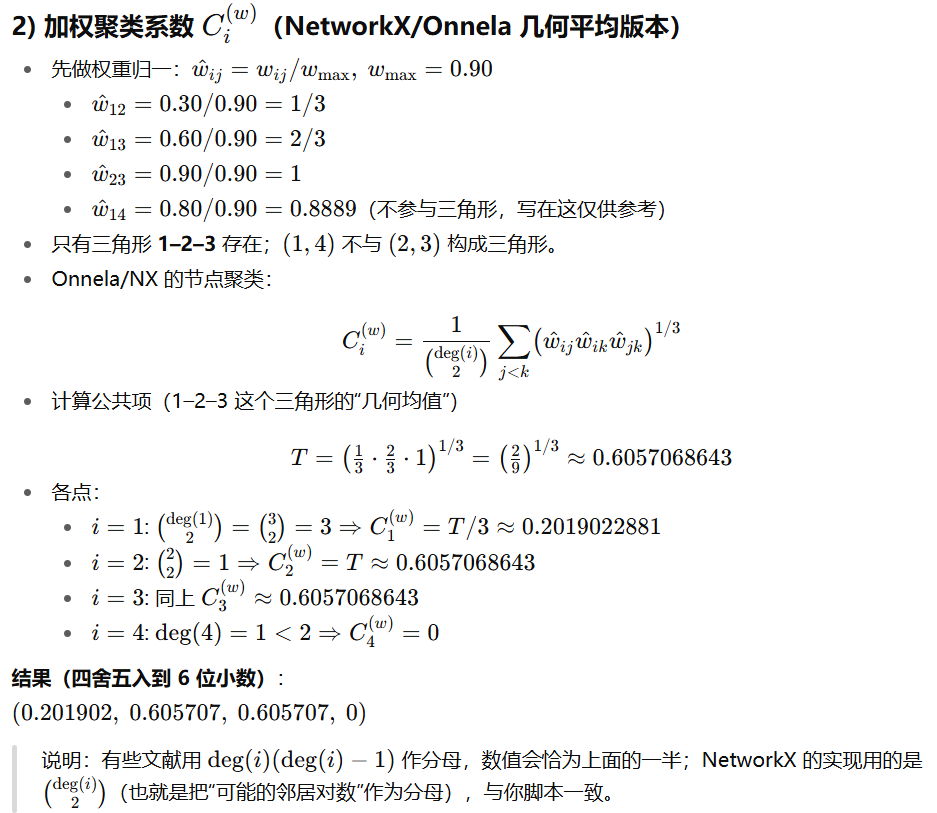 2) 加权聚类系数 $C_i^{(w)}$（NetworkX/Onnela 几何平均版本）
• 先做权重归一：$\hat{w}_{ij} = w_{ij}/w_{\max},\ w_{\max} = 0.90$
• $\hat{w}_{12} = 0.30/0.90 = 1/3$
• $\hat{w}_{13} = 0.60/0.90 = 2/3$
• $\hat{w}_{23} = 0.90/0.90 = 1$
• $\hat{w}_{14} = 0.80/0.90 = 0.8889$（不参与三角形，写在这仅供参考）
• 只有三角形 1–2–3 存在；$(1,4)$ 不与 $(2,3)$ 构成三角形。
• Onnela/NX 的节点聚类：
$C_i^{(w)} = \frac{1}{\binom{\deg(i)}{2}} \sum_{j<k} (\hat{w}_{ij}\hat{w}_{ik}\hat{w}_{jk})^{1/3}$
• 计算公共项（1–2–3 这个三角形的“几何均值”）
$T = \left(\frac{1}{3} \cdot \frac{2}{3} \cdot 1\right)^{1/3} = \left(\frac{2}{9}\right)^{1/3} \approx 0.6057068643$
• 各点：
• $i = 1$: $\binom{\deg(1)}{2} = \binom{3}{2} = 3 \Rightarrow C_1^{(w)} = T/3 \approx 0.2019022881$
• $i = 2$: $\binom{2}{2} = 1 \Rightarrow C_2^{(w)} = T \approx 0.6057068643$
• $i = 3$: 同上 $C_3^{(w)} \approx 0.6057068643$
• $i = 4$: $\deg(4) = 1 < 2 \Rightarrow C_4^{(w)} = 0$
结果（四舍五入到 6 位小数）：
$(0.201902,\ 0.605707,\ 0.605707,\ 0)$
说明：有些文献用 $\deg(i)(\deg(i) - 1)$ 作分母，数值会恰为上面的一半；NetworkX 的实现用的是
$\binom{\deg(i)}{2}$（也就是把“可能的邻居对数”作为分母），与你脚本一致。